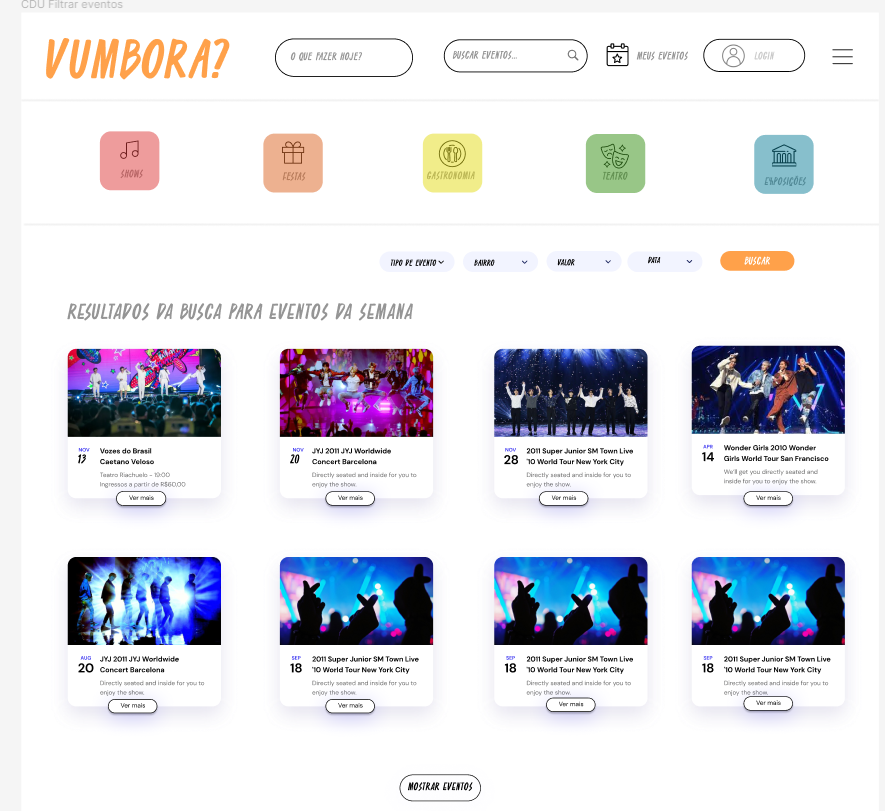 CDU Filtrar eventos
VUMBORA?
O QUE FAZER HOJE?
BUSCAR EVENTOS...
MEUS EVENTOS
LOGIN
SHOWS
FESTAS
GASTRONOMIA
TEATRO
EXPOSIÇÕES
TIPO DE EVENTO
BAIRRO
VALOR
DATA
BUSCAR
RESULTADOS DA BUSCA PARA EVENTOS DA SEMANA
NOV
13
Vozes do Brasil
Caetano Veloso
Teatro Riachuelo - 19:00
Ingressos a partir de R$60,00
Ver mais
NOV
20
JYJ 2011 JYJ Worldwide
Concert Barcelona
Directly seated and inside for you to
enjoy the show.
Ver mais
NOV
28
2011 Super Junior SM Town Live
'10 World Tour New York City
Directly seated and inside for you to
enjoy the show.
Ver mais
APR
14
Wonder Girls 2010 Wonder
Girls World Tour San Francisco
We'll get you directly seated and
inside for you to enjoy the show.
Ver mais
AUG
20
JYJ 2011 JYJ Worldwide
Concert Barcelona
Directly seated and inside for you to
enjoy the show.
Ver mais
SEP
18
2011 Super Junior SM Town Live
'10 World Tour New York City
Directly seated and inside for you to
enjoy the show.
Ver mais
SEP
18
2011 Super Junior SM Town Live
'10 World Tour New York City
Directly seated and inside for you to
enjoy the show.
Ver mais
SEP
18
2011 Super Junior SM Town Live
'10 World Tour New York City
Directly seated and inside for you to
enjoy the show.
Ver mais
MOSTRAR EVENTOS